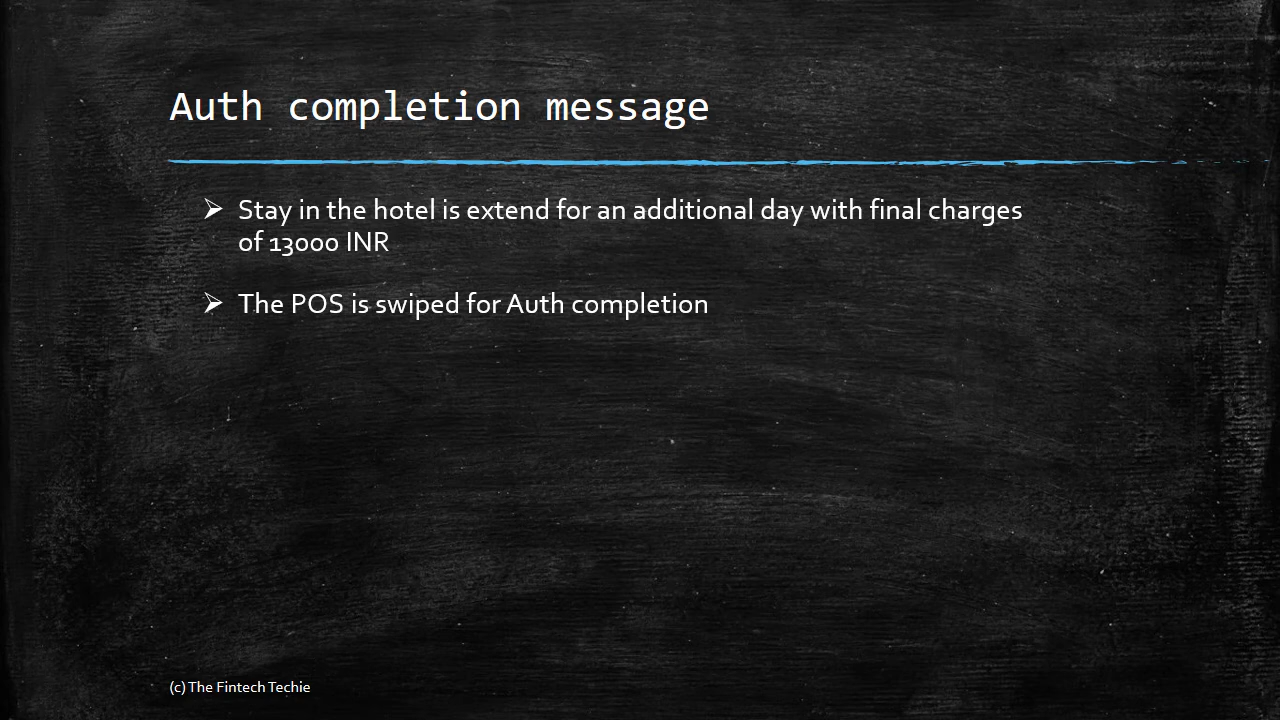 Auth completion message
Stay in the hotel is extend for an additional day with final charges
of 13000 INR
The POS is swiped for Auth completion
(c) The Fintech Techie